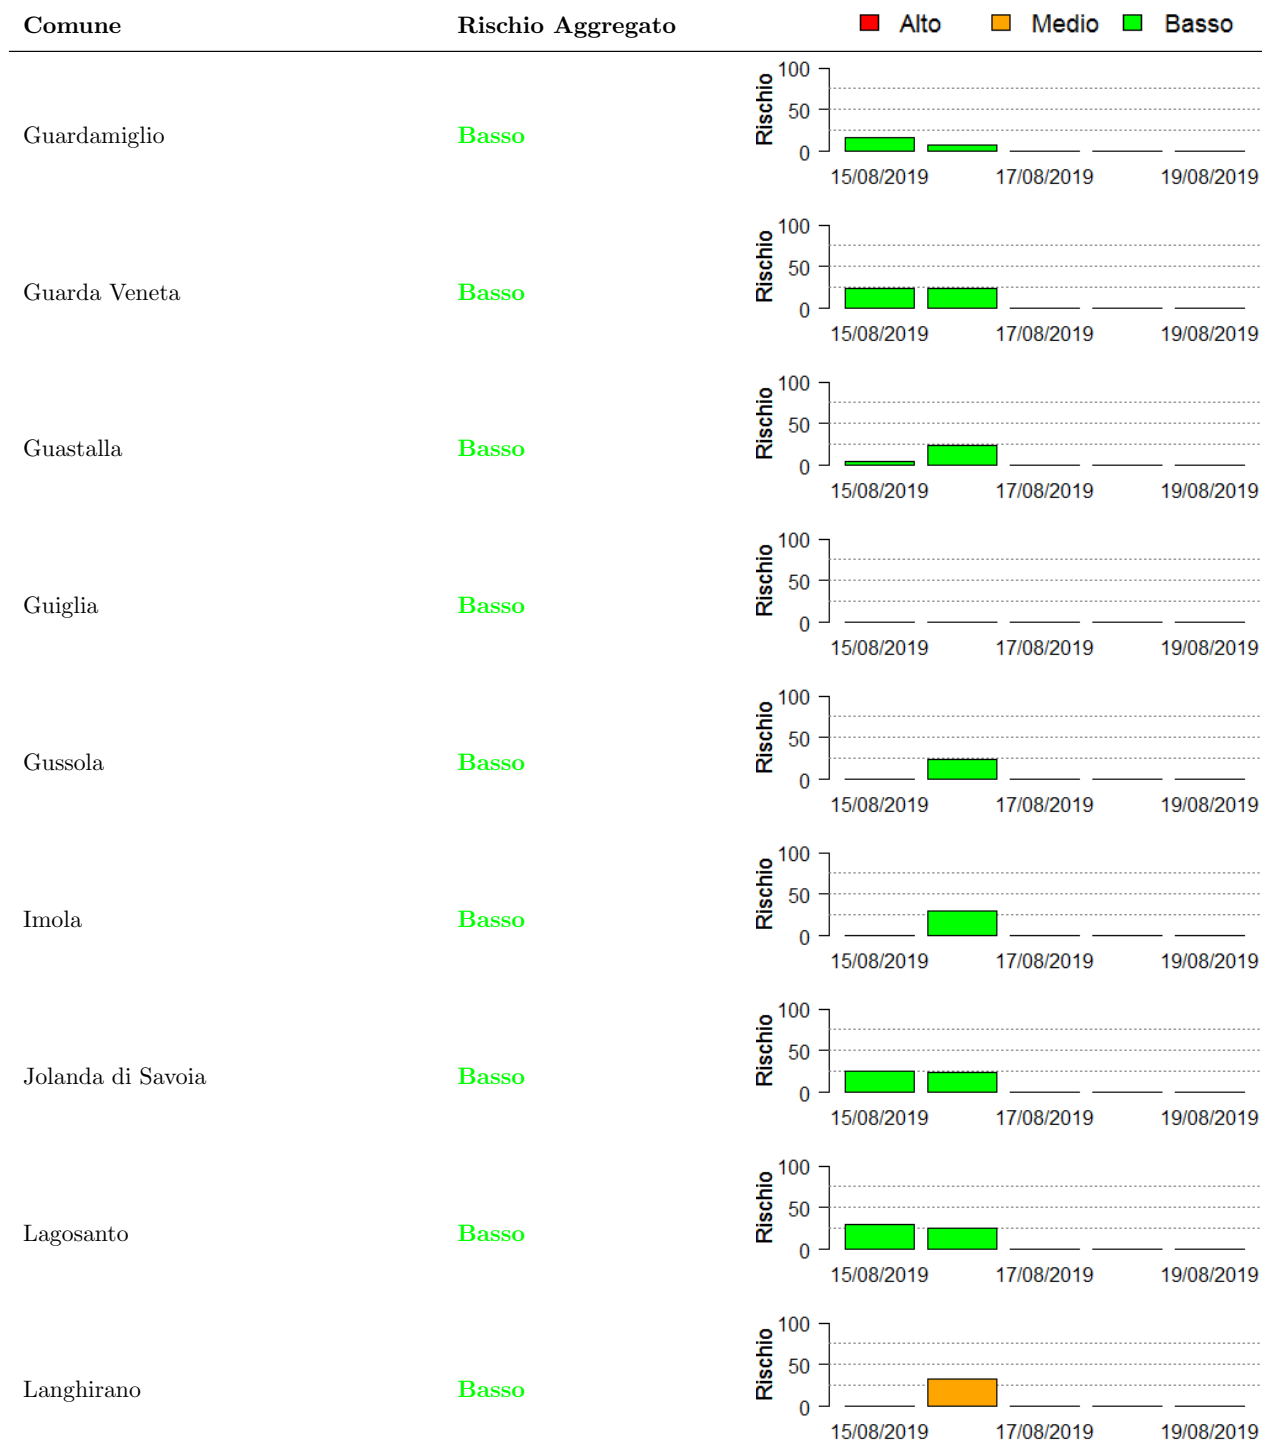 Comune Rischio Aggregato Alto Medio Basso
Guardamiglio Basso Rischio 100 50 0
15/08/2019 17/08/2019 19/08/2019
Guarda Veneta Basso Rischio 100 50 0
15/08/2019 17/08/2019 19/08/2019
Guastalla Basso Rischio 100 50 0
15/08/2019 17/08/2019 19/08/2019
Guiglia Basso Rischio 100 50 0
15/08/2019 17/08/2019 19/08/2019
Gussola Basso Rischio 100 50 0
15/08/2019 17/08/2019 19/08/2019
Imola Basso Rischio 100 50 0
15/08/2019 17/08/2019 19/08/2019
Jolanda di Savoia Basso Rischio 100 50 0
15/08/2019 17/08/2019 19/08/2019
Lagosanto Basso Rischio 100 50 0
15/08/2019 17/08/2019 19/08/2019
Langhirano Basso Rischio 100 50 0
15/08/2019 17/08/2019 19/08/2019